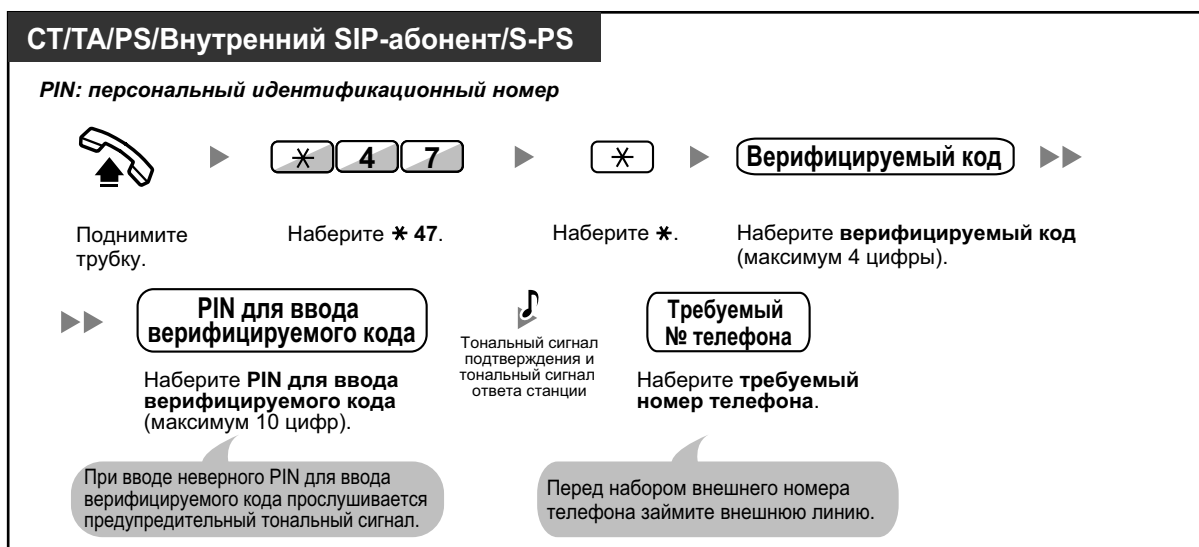 СТ/ТА/PS/Внутренний SIP-абонент/S-PS
PIN: персональный идентификационный номер
* 4 7
*
Верифицируемый код
Поднимите
трубку.
Наберите * 47.
Наберите *.
Наберите верифицируемый код
(максимум 4 цифры).
PIN для ввода
верифицируемого кода
Тональный сигнал
подтверждения и
тональный сигнал
ответа станции
Требуемый
№ телефона
Наберите PIN для ввода
верифицируемого кода
(максимум 10 цифр).
Наберите требуемый
номер телефона.
При вводе неверного PIN для ввода
верифицируемого кода прослушивается
предупредительный тональный сигнал.
Перед набором внешнего номера
телефона займите внешнюю линию.